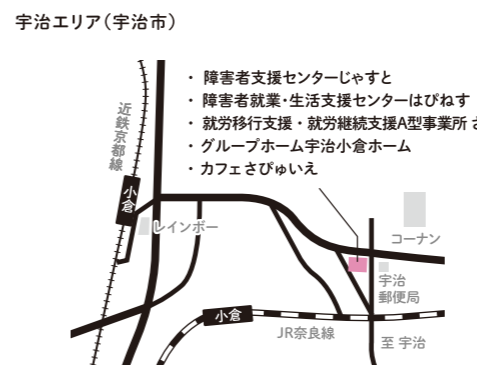 宇治エリア（宇治市）
・ 障害者支援センターじゃすと
・ 障害者就業・生活支援センターはぴねす
・ 就労移行支援・就労継続支援A型事業所 さ
・ グループホーム宇治小倉ホーム
・ カフェさぴゅいえ
近鉄京都線
小倉
レインボー
コーナン
宇治
郵便局
小倉
JR奈良線
至 宇治